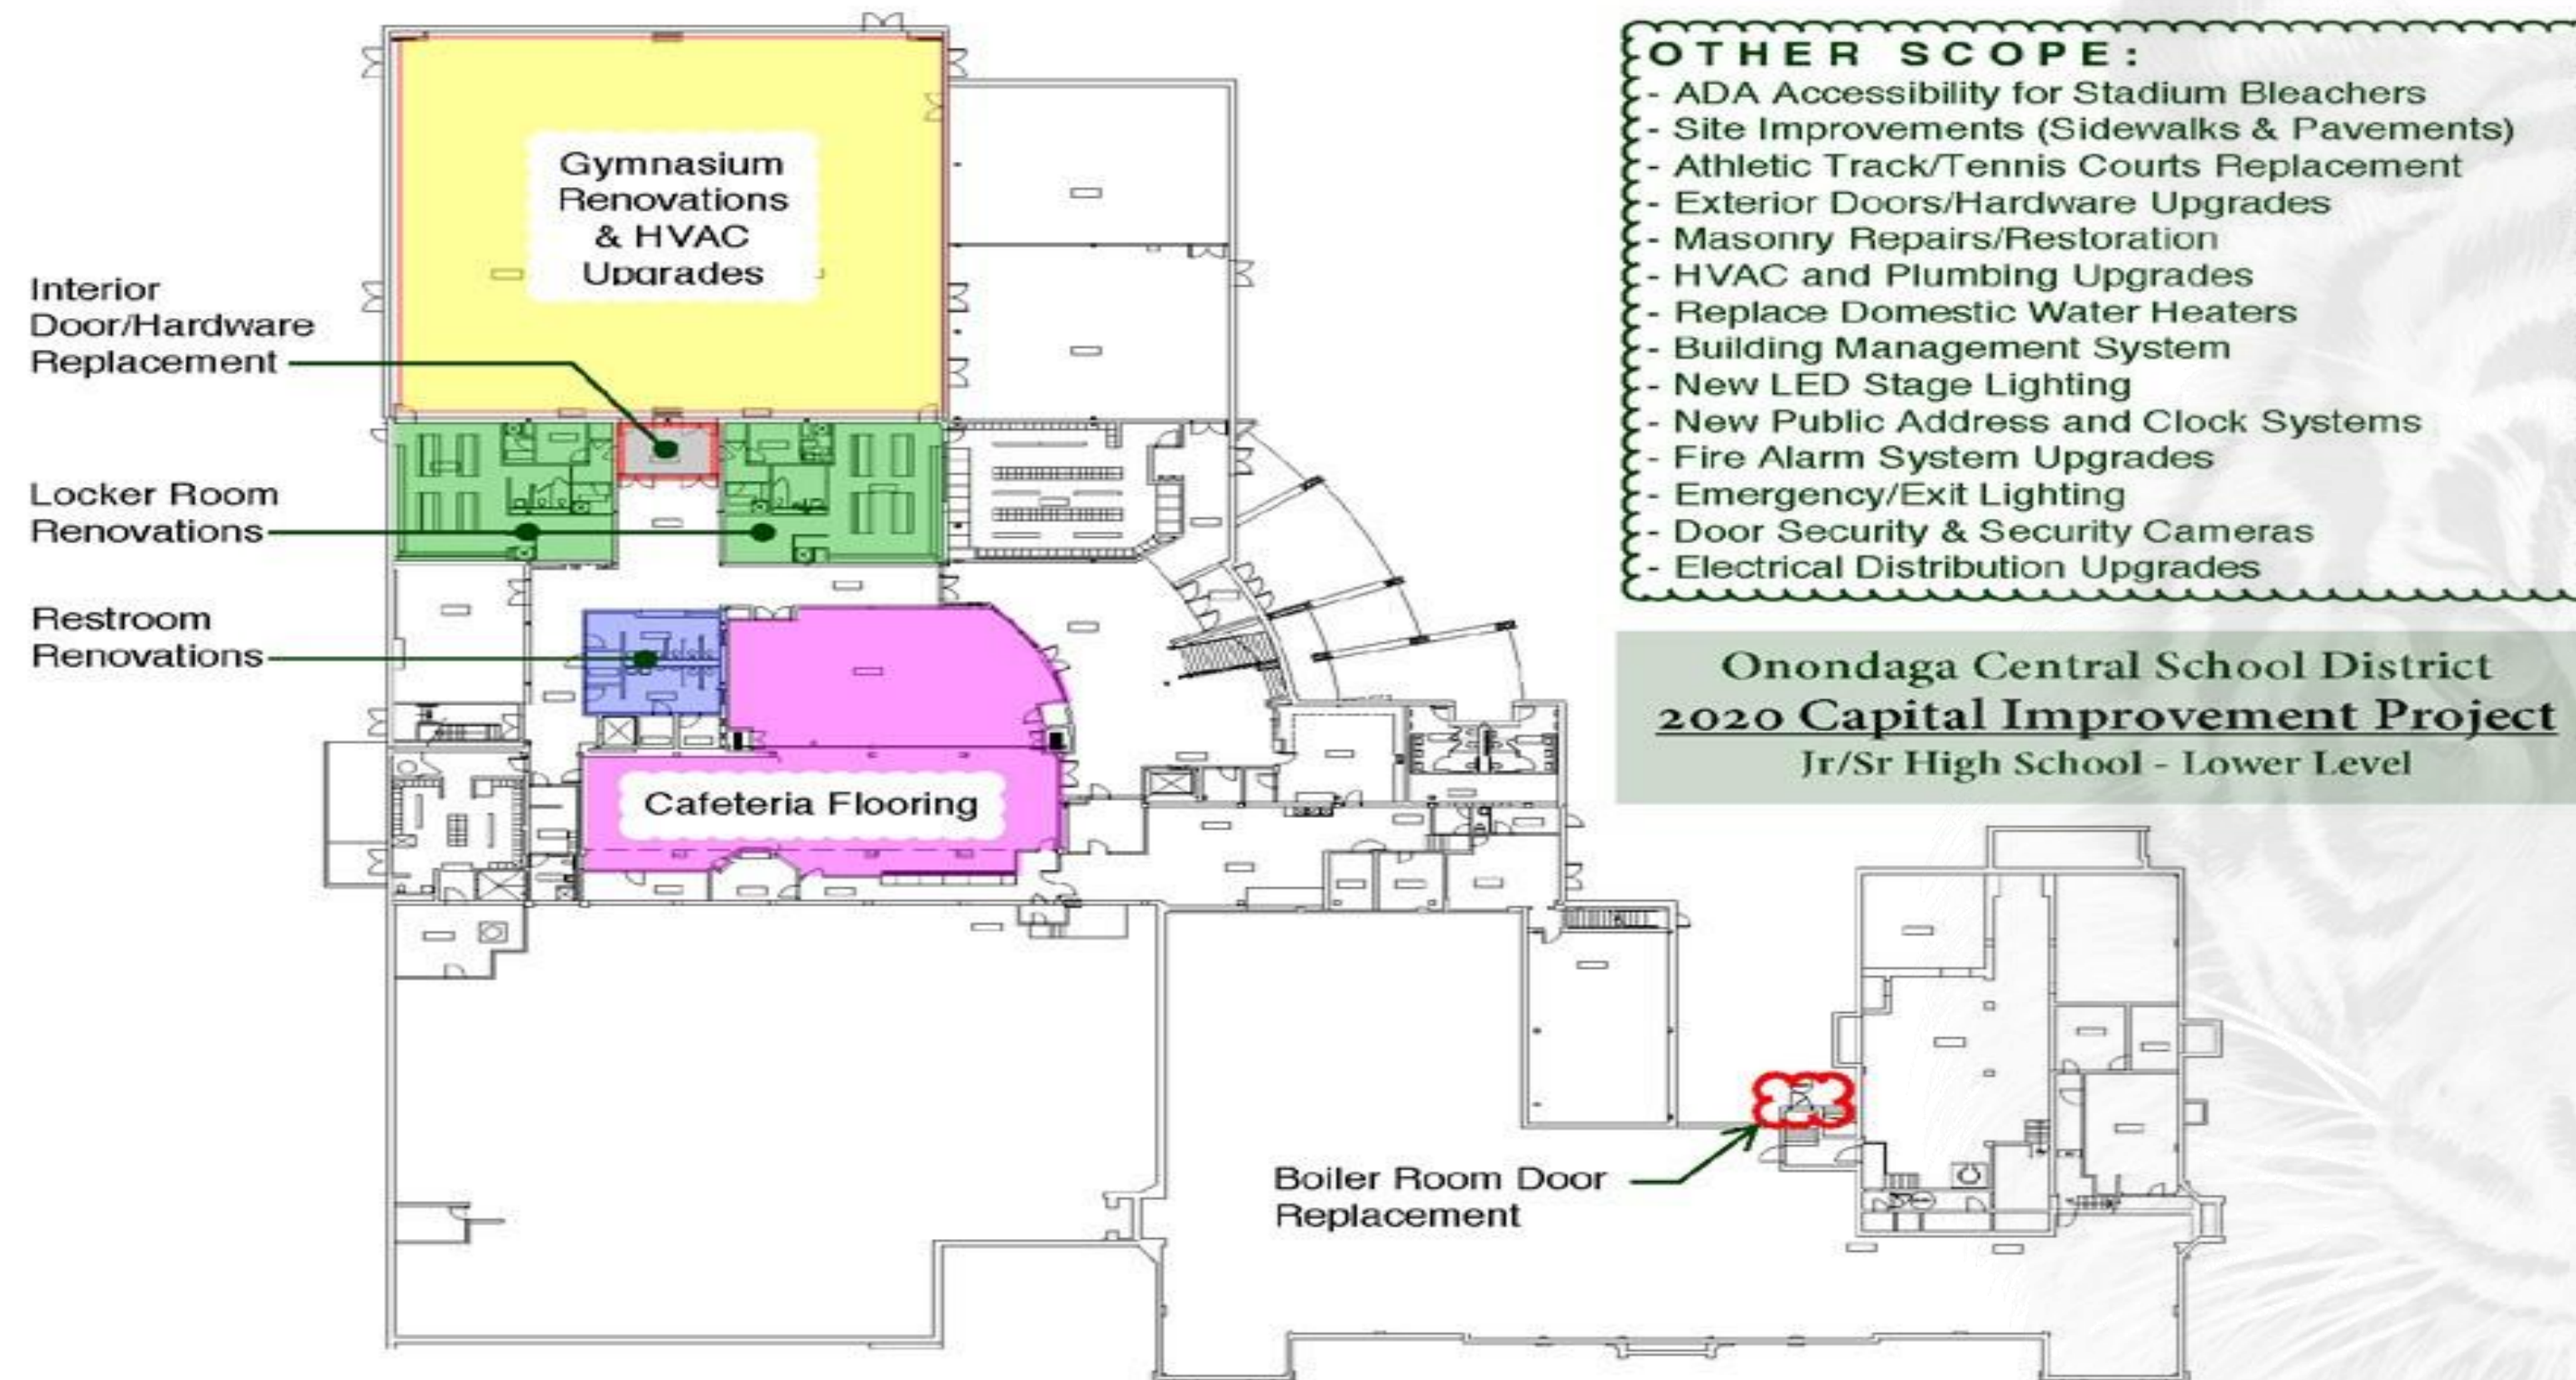 Gymnasium
Renovations
& HVAC
Upgrades
Interior
Door/Hardware
Replacement
Locker Room
Renovations
Restroom
Renovations
Cafeteria Flooring
Boiler Room Door
Replacement
OTHER SCOPE:
- ADA Accessibility for Stadium Bleachers
- Site Improvements (Sidewalks & Pavements)
- Athletic Track/Tennis Courts Replacement
- Exterior Doors/Hardware Upgrades
- Masonry Repairs/Restoration
- HVAC and Plumbing Upgrades
- Replace Domestic Water Heaters
- Building Management System
- New LED Stage Lighting
- New Public Address and Clock Systems
- Fire Alarm System Upgrades
- Emergency/Exit Lighting
- Door Security & Security Cameras
- Electrical Distribution Upgrades
Onondaga Central School District
2020 Capital Improvement Project
Jr/Sr High School - Lower Level